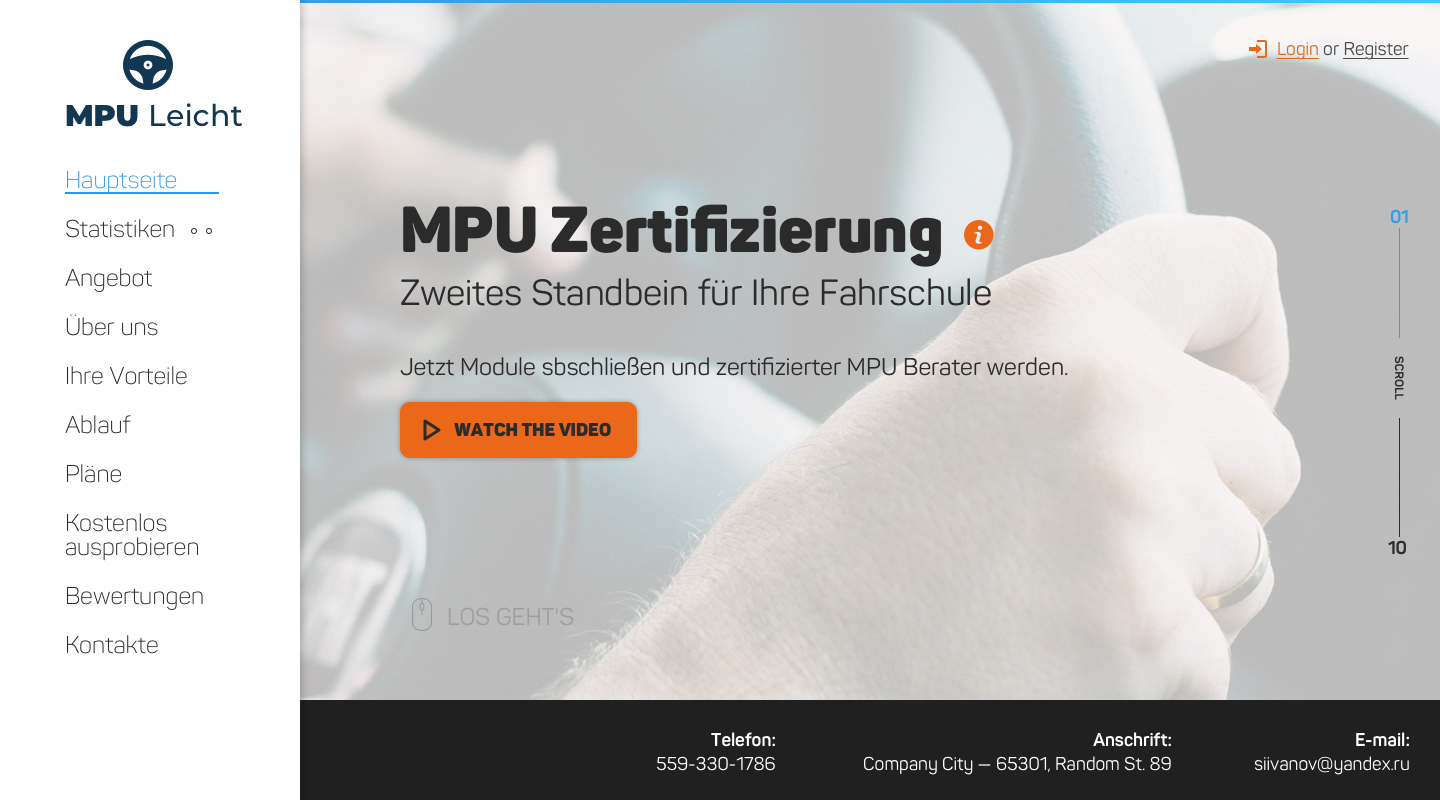 MPU Leicht
Hauptseite
Statistiken
Angebot
Über uns
Ihre Vorteile
Ablauf
Pläne
Kostenlos
ausprobieren
Bewertungen
Kontakte
Login or Register
MPU Zertifizierung i
Zweites Standbein für Ihre Fahrschule
Jetzt Module sbschließen und zertifizierter MPU Berater werden.
WATCH THE VIDEO
LOS GEHT'S
01
SCROLL
10
Telefon:
559-330-1786
Anschrift:
Company City – 65301, Random St. 89
E-mail:
siivanov@yandex.ru